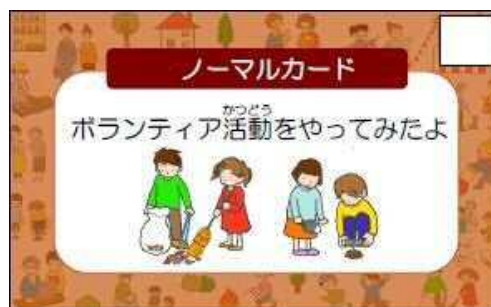 ノーマルカード
かつどう
ボランティア活動をやってみたよ